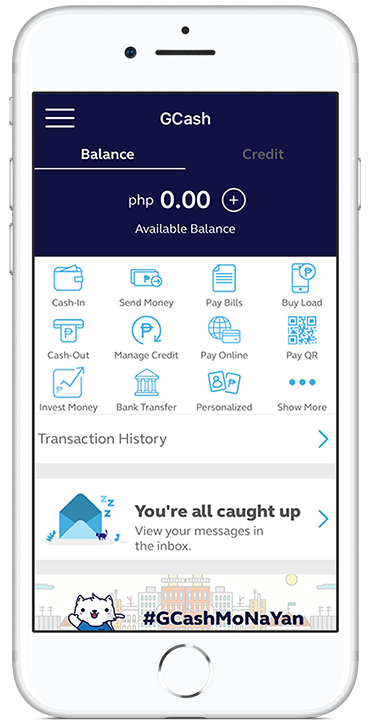 GCash
Balance Credit
php 0.00 +
Available Balance
Cash-In Send Money Pay Bills Buy Load
Cash-Out Manage Credit Pay Online Pay QR
Invest Money Bank Transfer Personalized Show More
Transaction History
You're all caught up
View your messages in
the inbox.
#GCashMoNaYan